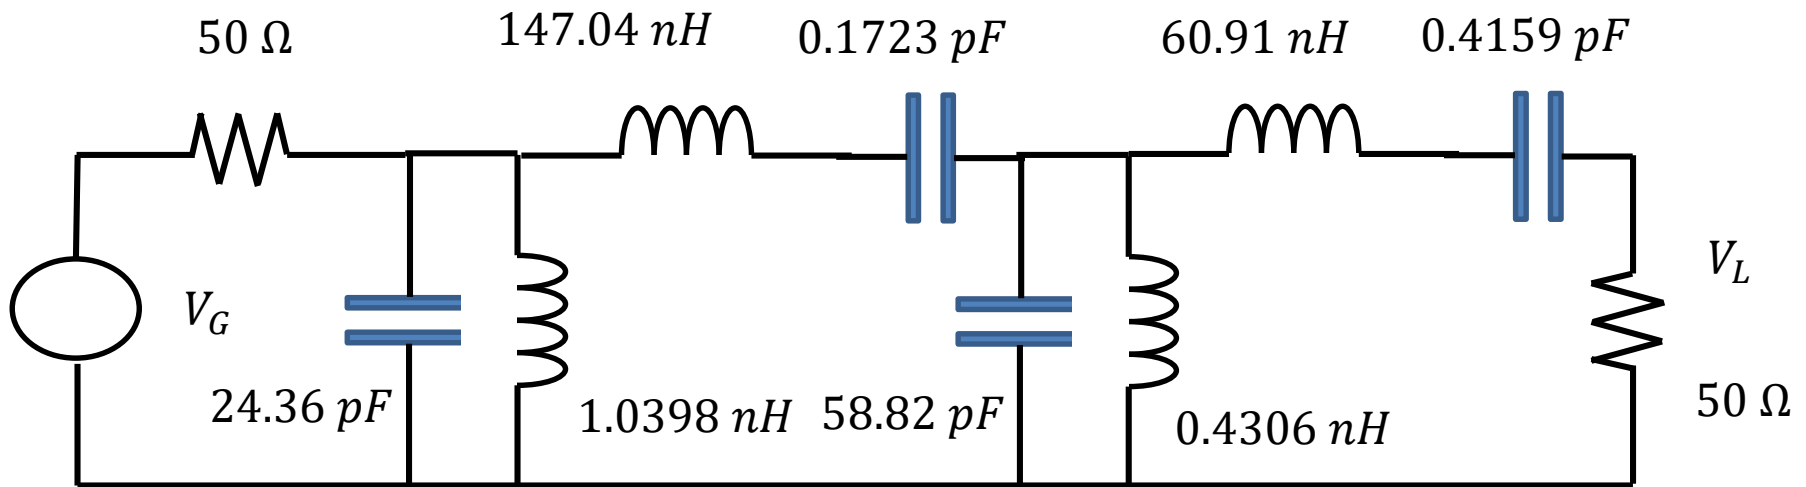 50 Ω
147.04 nH
0.1723 pF
60.91 nH
0.4159 pF
V_G
V_L
24.36 pF
1.0398 nH
58.82 pF
0.4306 nH
50 Ω